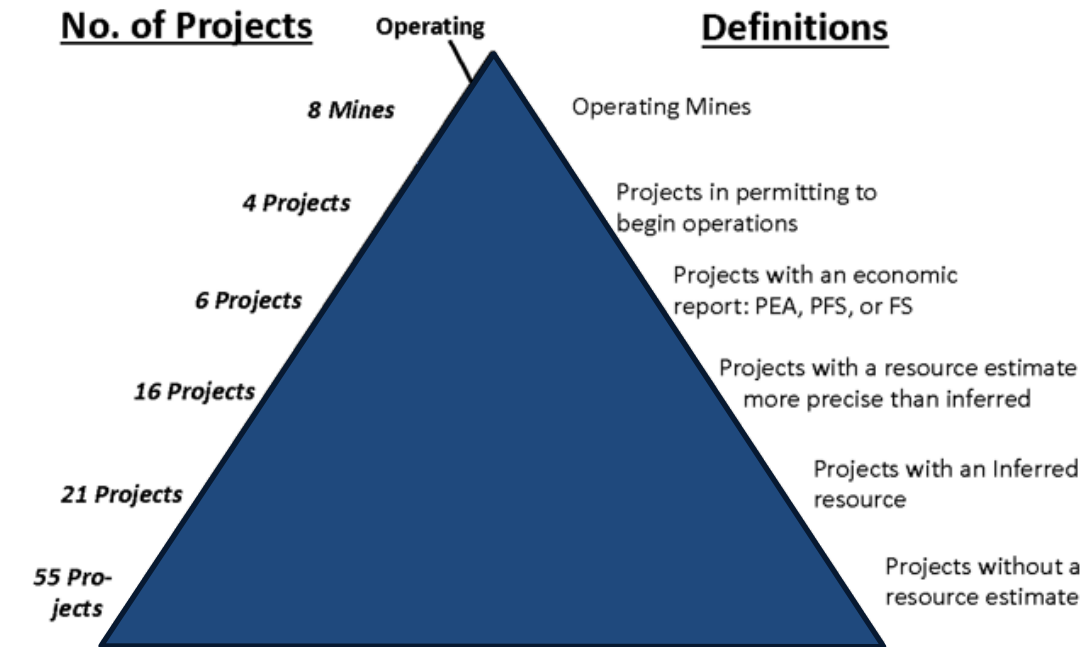 No. of Projects
Operating
Definitions
8 Mines
Operating Mines
4 Projects
Projects in permitting to
begin operations
6 Projects
Projects with an economic
report: PEA, PFS, or FS
16 Projects
Projects with a resource estimate
more precise than inferred
21 Projects
Projects with an Inferred
resource
55 Pro-
jects
Projects without a
resource estimate